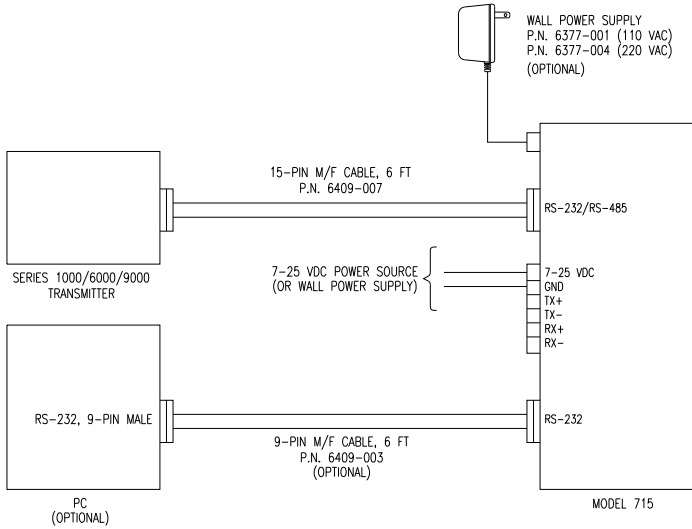 WALL POWER SUPPLY
P.N. 6377-001 (110 VAC)
P.N. 6377-004 (220 VAC)
(OPTIONAL)
15-PIN M/F CABLE, 6 FT
P.N. 6409-007
RS-232/RS-485
SERIES 1000/6000/9000
TRANSMITTER
7-25 VDC POWER SOURCE
(OR WALL POWER SUPPLY)
7-25 VDC
GND
TX+
TX-
RX+
RX-
RS-232, 9-PIN MALE
RS-232
9-PIN M/F CABLE, 6 FT
P.N. 6409-003
(OPTIONAL)
PC
(OPTIONAL)
MODEL 715